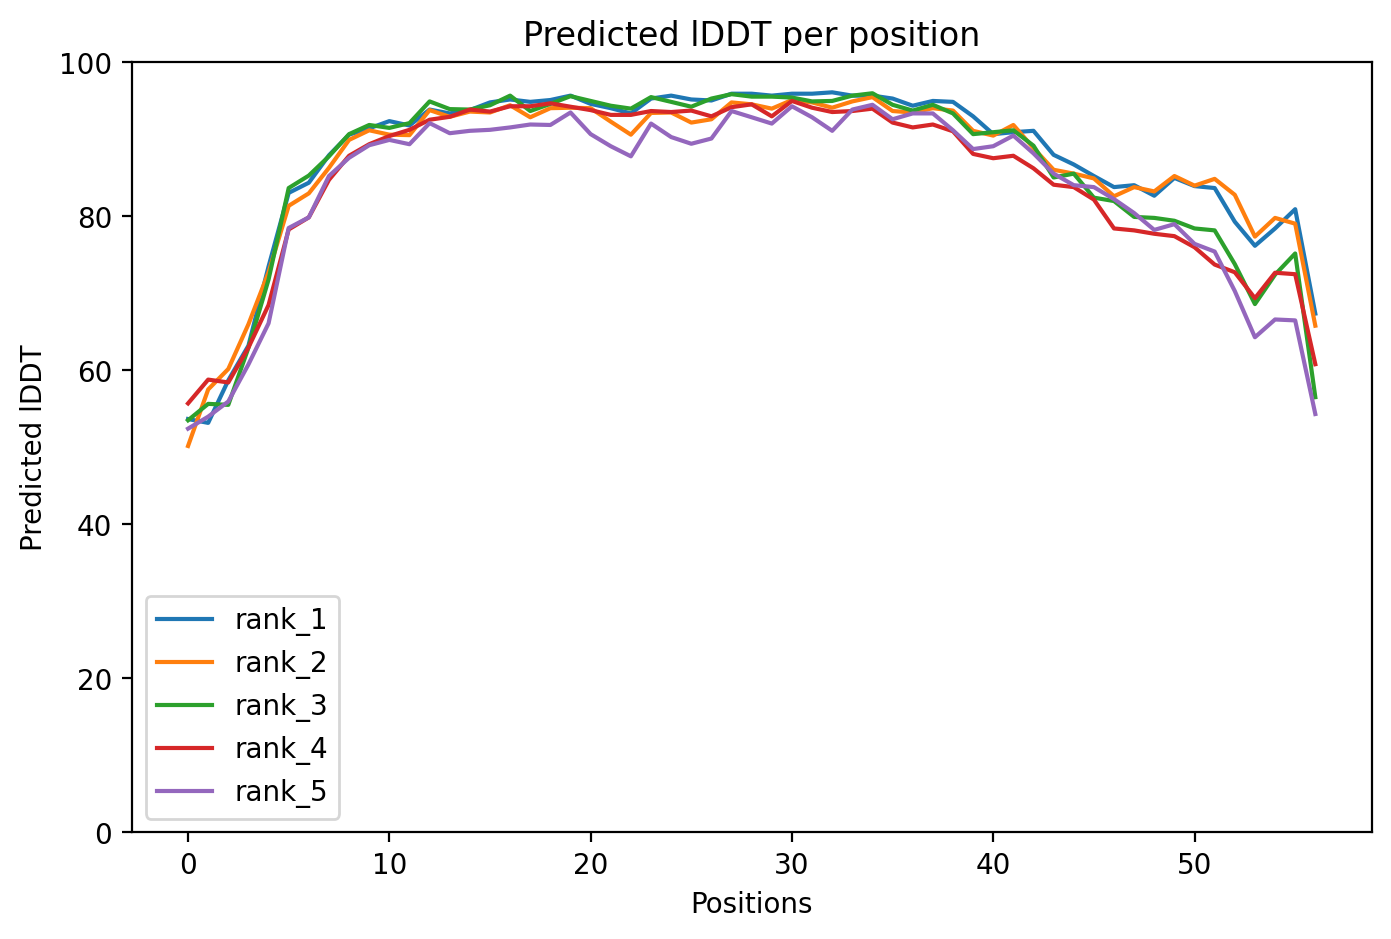 Predicted lDDT per position
Predicted lDDT
100
80
60
40
20
0
rank_1
rank_2
rank_3
rank_4
rank_5
0 10 20 30 40 50
Positions